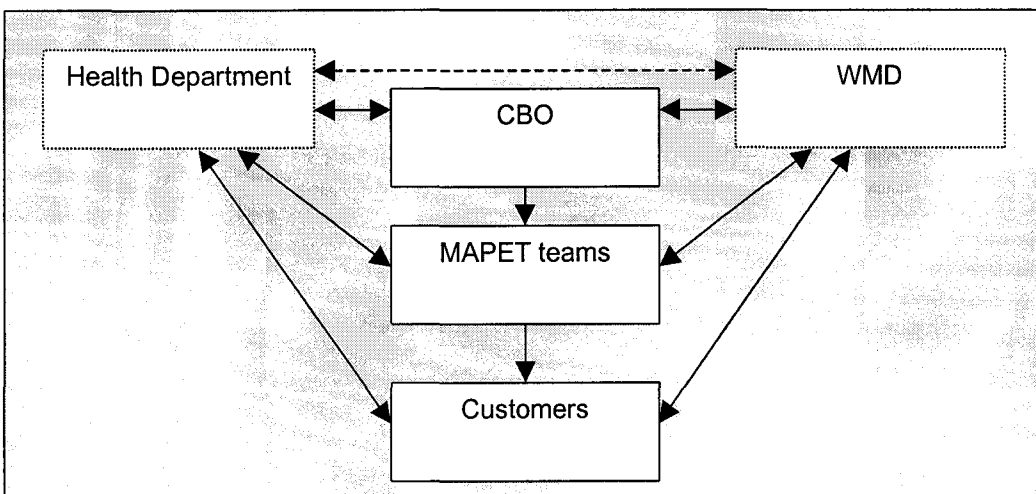 Health Department
WMD
CBO
MAPET teams
Customers